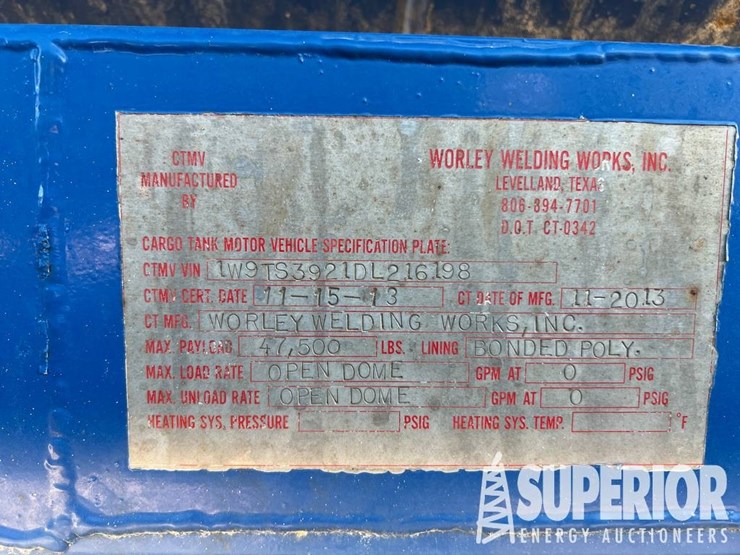 CTMV
MANUFACTURED
BY
WORLEY WELDING WORKS, INC.
LEVELLAND, TEXAS
806-894-7701
D.O.T. CT-0342
CARGO TANK MOTOR VEHICLE SPECIFICATION PLATE:
CTMV VIN 1W9TS3921DL216198
CTMV CERT. DATE 11-15-13 CT DATE OF MFG. 11-2013
CT MFG. WORLEY WELDING WORKS, INC.
MAX. PAYLOAD 47,500 LBS. LINING BONDED POLY.
MAX. LOAD RATE OPEN DOME GPM AT 0 PSIG
MAX. UNLOAD RATE OPEN DOME GPM AT 0 PSIG
HEATING SYS. PRESSURE PSIG HEATING SYS. TEMP. °F
SUPERIOR
ENERGY AUCTIONEERS